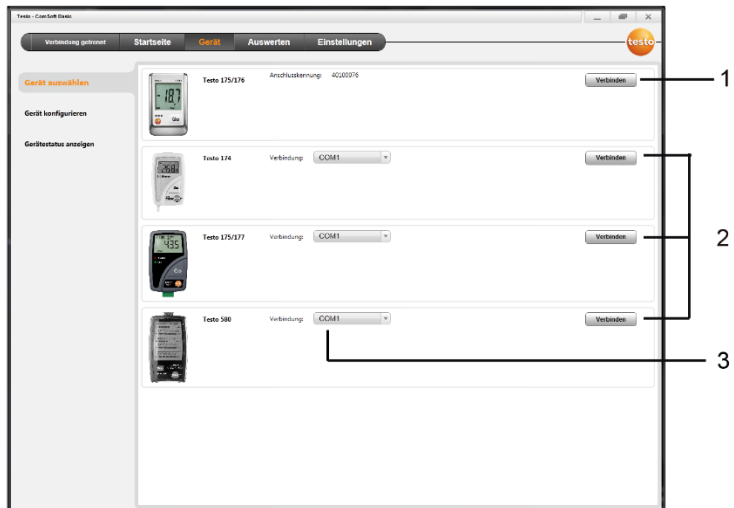 Testo - ComSoft Basic
Verbindung getrennt Startseite Gerät Auswerten Einstellungen
testo
Gerät auswählen
Gerät konfigurieren
Gerätestatus anzeigen
Testo 175/176 Anschlusskennung: 40100076 Verbinden 1
Testo 174 Verbindung: COM1 Verbinden
2
Testo 175/177 Verbindung: COM1 Verbinden
Testo 580 Verbindung: COM1 Verbinden
3